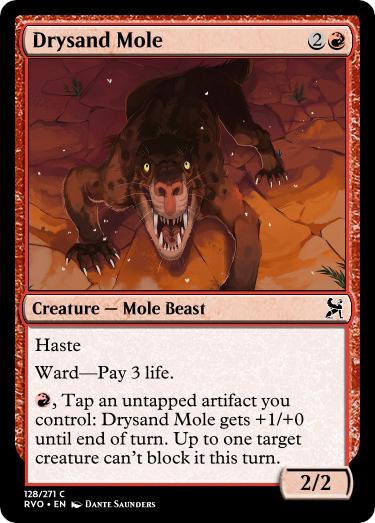 Drysand Mole 2
Creature — Mole Beast
Haste
Ward—Pay 3 life.
, Tap an untapped artifact you
control: Drysand Mole gets +1/+0
until end of turn. Up to one target
creature can't block it this turn.
2/2
128/271 C
RVO • EN Dante Saunders